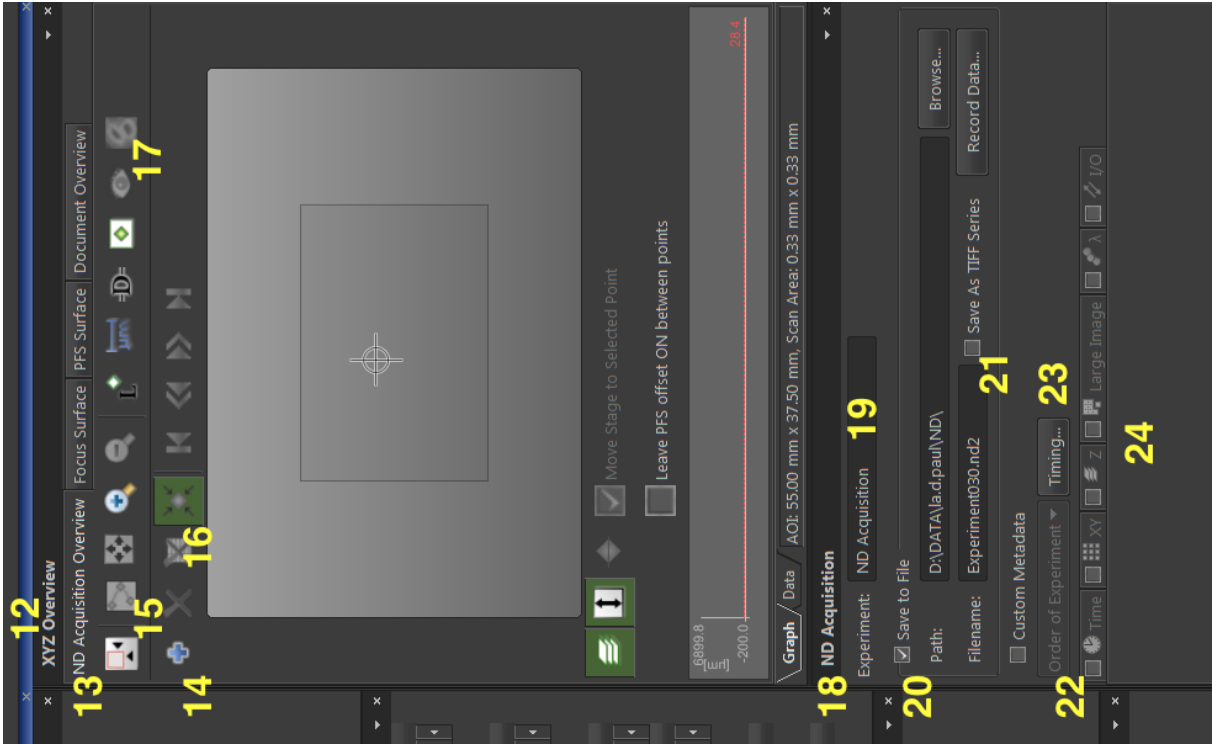 12
XYZ Overview
13
ND Acquisition Overview Focus Surface PFS Surface Document Overview
L µm D
15 17
14 16
Move Stage to Selected Point
Leave PFS offset ON between points
6899.8
[µm]
-200.0
28.4
Graph Data AOI: 55.00 mm x 37.50 mm, Scan Area: 0.33 mm x 0.33 mm
18 ND Acquisition
Experiment: ND Acquisition 19
Save to File
20
Path: D:\DATA\la.d.paul\ND\ Browse...
Filename: Experiment030.nd2 Save As TIFF Series Record Data...
21
Custom Metadata
Order of Experiment Timing...
22 23
Time XY Z Large Image λ I/O
24